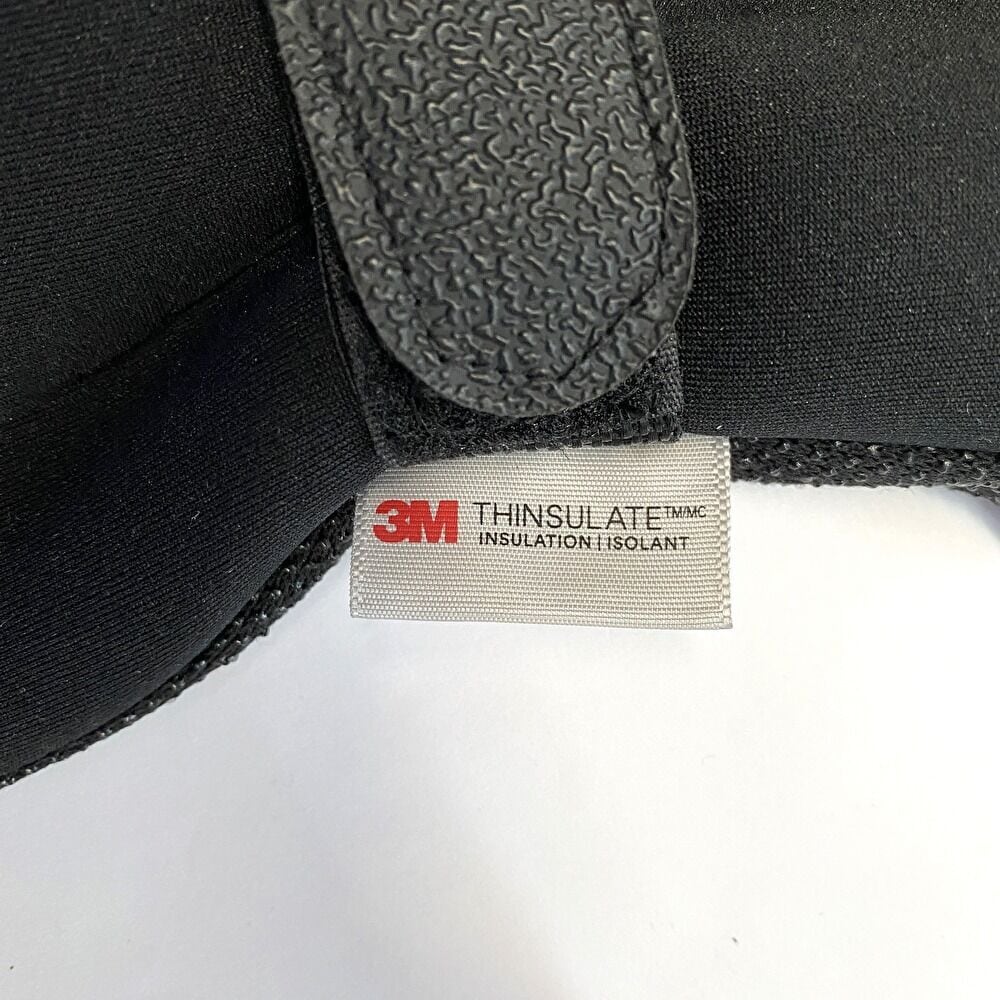 3M THINSULATE™/MC
INSULATION | ISOLANT